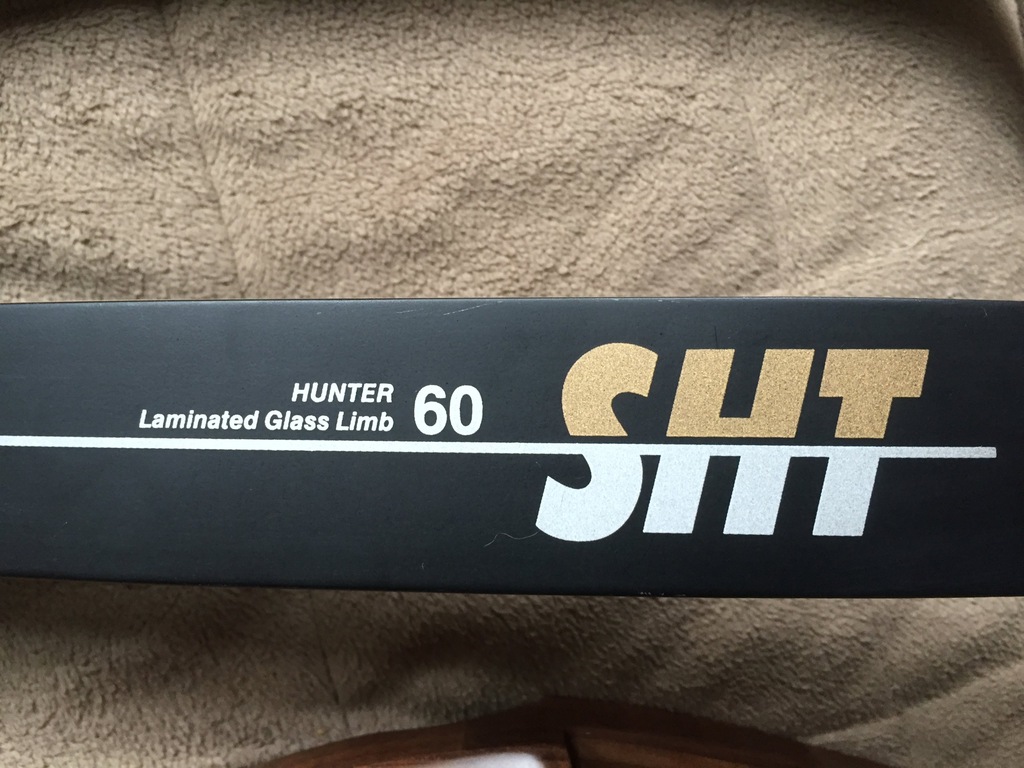 HUNTER
Laminated Glass Limb
60
SHT